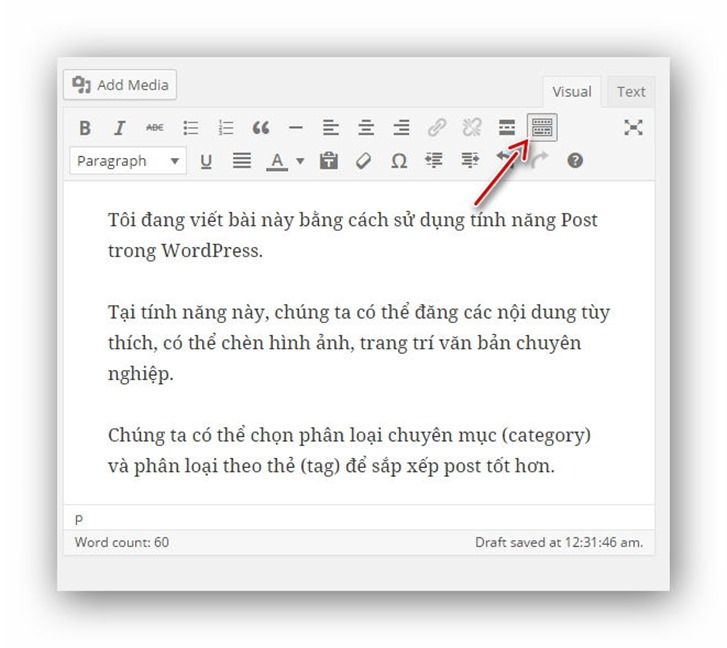 Add Media
Visual Text
B I ABC
Paragraph U A Ω ?
Tôi đang viết bài này bằng cách sử dụng tính năng Post
trong WordPress.
Tại tính năng này, chúng ta có thể đăng các nội dung tùy
thích, có thể chèn hình ảnh, trang trí văn bản chuyên
nghiệp.
Chúng ta có thể chọn phân loại chuyên mục (category)
và phân loại theo thẻ (tag) để sắp xếp post tốt hơn.
p
Word count: 60 Draft saved at 12:31:46 am.